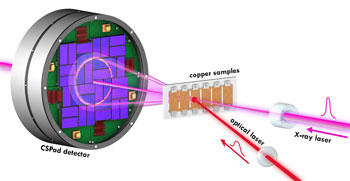 copper samples
X-ray laser
optical laser
CSPad detector